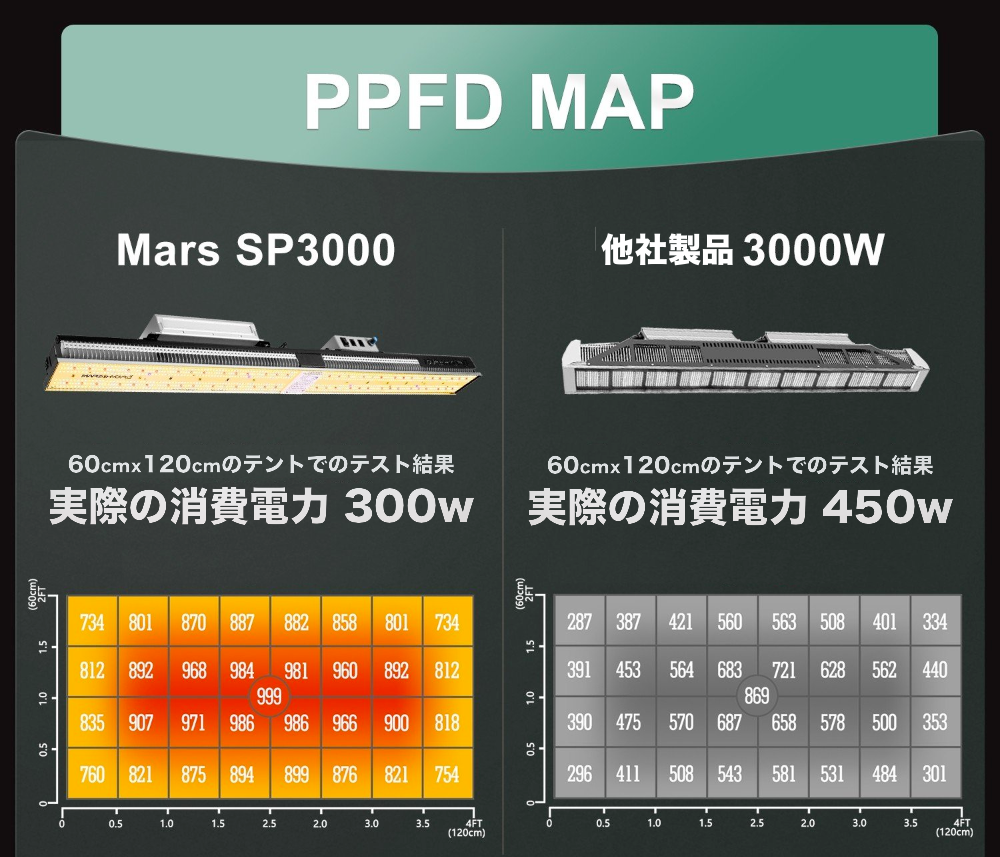 PPFD MAP
Mars SP3000
60cmx120cmのテントでのテスト結果
実際の消費電力 300w
(60cm)
2FT
1.5
1.0
0.5
0
734 801 870 887 882 858 801 734
812 892 968 984 981 960 892 812
999
835 907 971 986 986 966 900 818
760 821 875 894 899 876 821 754
0 0.5 1.0 1.5 2.5 2.0 3.0 3.5 4FT
(120cm)
他社製品 3000W
60cmx120cmのテントでのテスト結果
実際の消費電力 450w
(60cm)
2FT
1.5
1.0
0.5
0
287 387 421 560 563 508 401 334
391 453 564 683 721 628 562 440
869
390 475 570 687 658 578 500 353
296 411 508 543 581 531 484 301
0 0.5 1.0 1.5 2.5 2.0 3.0 3.5 4FT
(120cm)